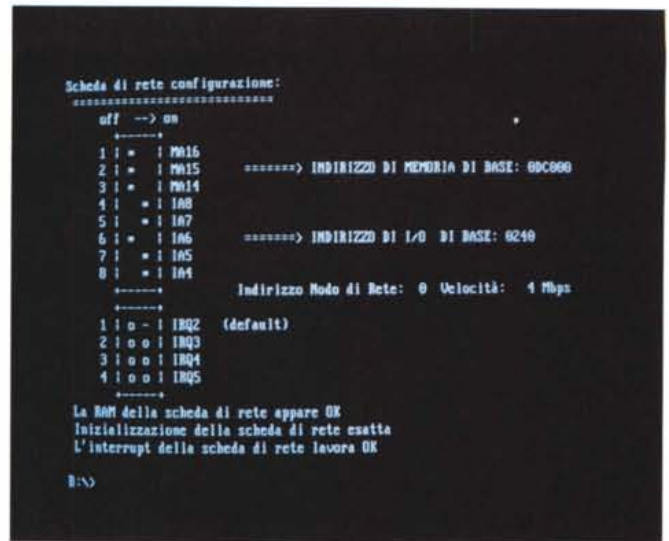 Scheda di rete configurazione:
============================
off --> on
+------+
1 | * | MA16
2 | * | MA15 =======> INDIRIZZO DI MEMORIA DI BASE: 0DC000
3 | * | MA14
4 | * | IA8
5 | * | IA7
6 | * | IA6 =======> INDIRIZZO DI I/O DI BASE: 0240
7 | * | IA5
8 | * | IA4
+------+ Indirizzo Nodo di Rete: 0 Velocità: 4 Mbps
+------+
1 | o - | IRQ2 (default)
2 | o o | IRQ3
3 | o o | IRQ4
4 | o o | IRQ5
+------+
La RAM della scheda di rete appare OK
Inizializzazione della scheda di rete esatta
L'interrupt della scheda di rete lavora OK
D:\>